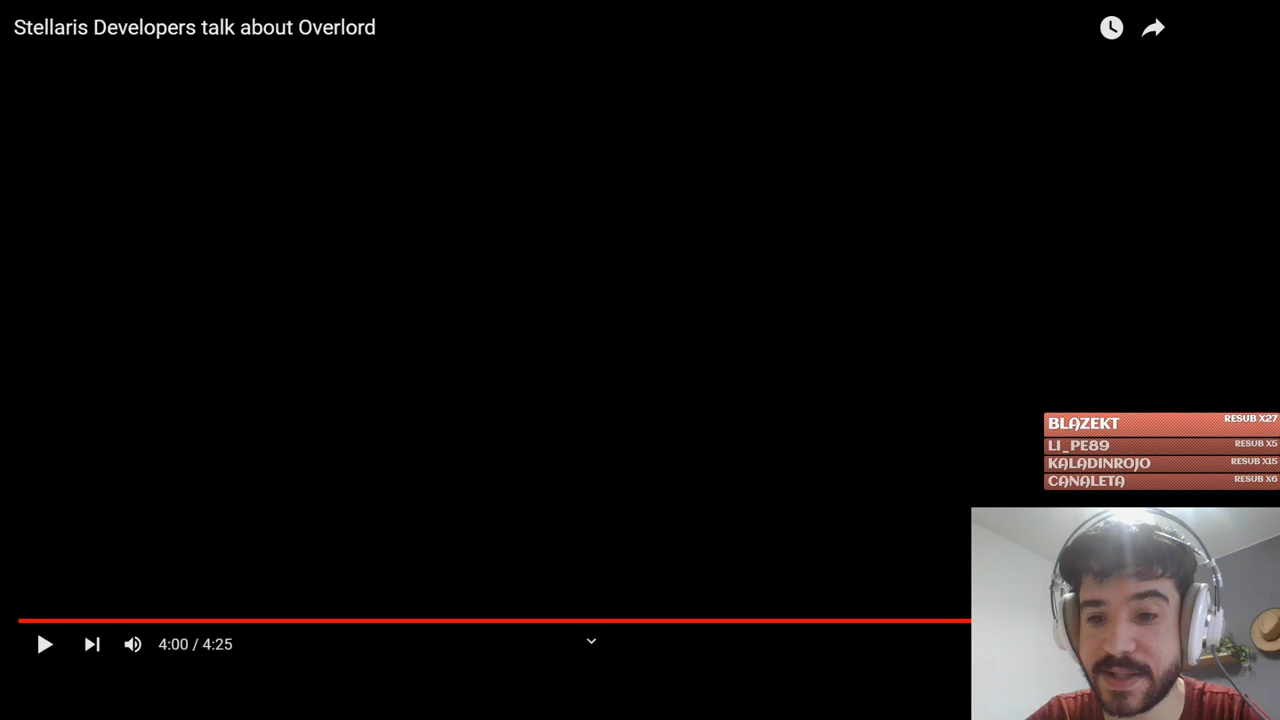 Stellaris Developers talk about Overlord
BLAZEKT RESUB X27
LI_PE89 RESUB X5
KALADINROJO RESUB X15
CANALETA RESUB X6
4:00 / 4:25